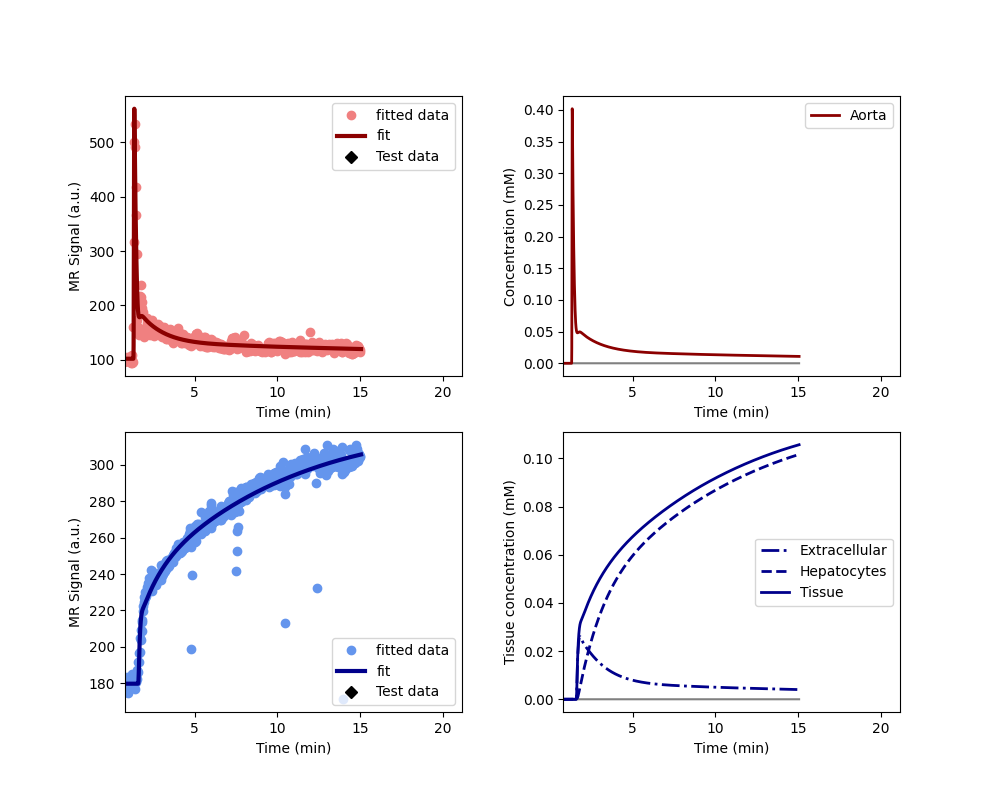 MR Signal (a.u.)
500
400
300
200
100
fitted data
fit
Test data
5
10
15
20
Time (min)
Concentration (mM)
0.40
0.35
0.30
0.25
0.20
0.15
0.10
0.05
0.00
Aorta
5
10
15
20
Time (min)
MR Signal (a.u.)
300
280
260
240
220
200
180
fitted data
fit
Test data
5
10
15
20
Time (min)
Tissue concentration (mM)
0.10
0.08
0.06
0.04
0.02
0.00
Extracellular
Hepatocytes
Tissue
5
10
15
20
Time (min)